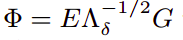 Φ = EΛ_δ^{-1/2}G